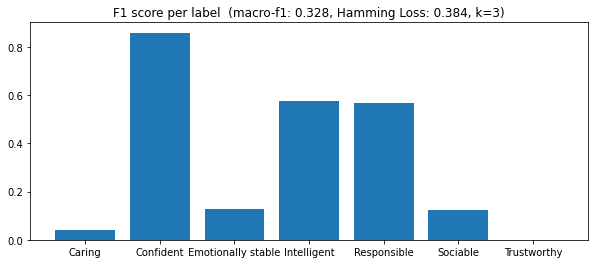 F1 score per label (macro-f1: 0.328, Hamming Loss: 0.384, k=3)
0.8
0.6
0.4
0.2
0.0
Caring Confident Emotionally stable Intelligent Responsible Sociable Trustworthy